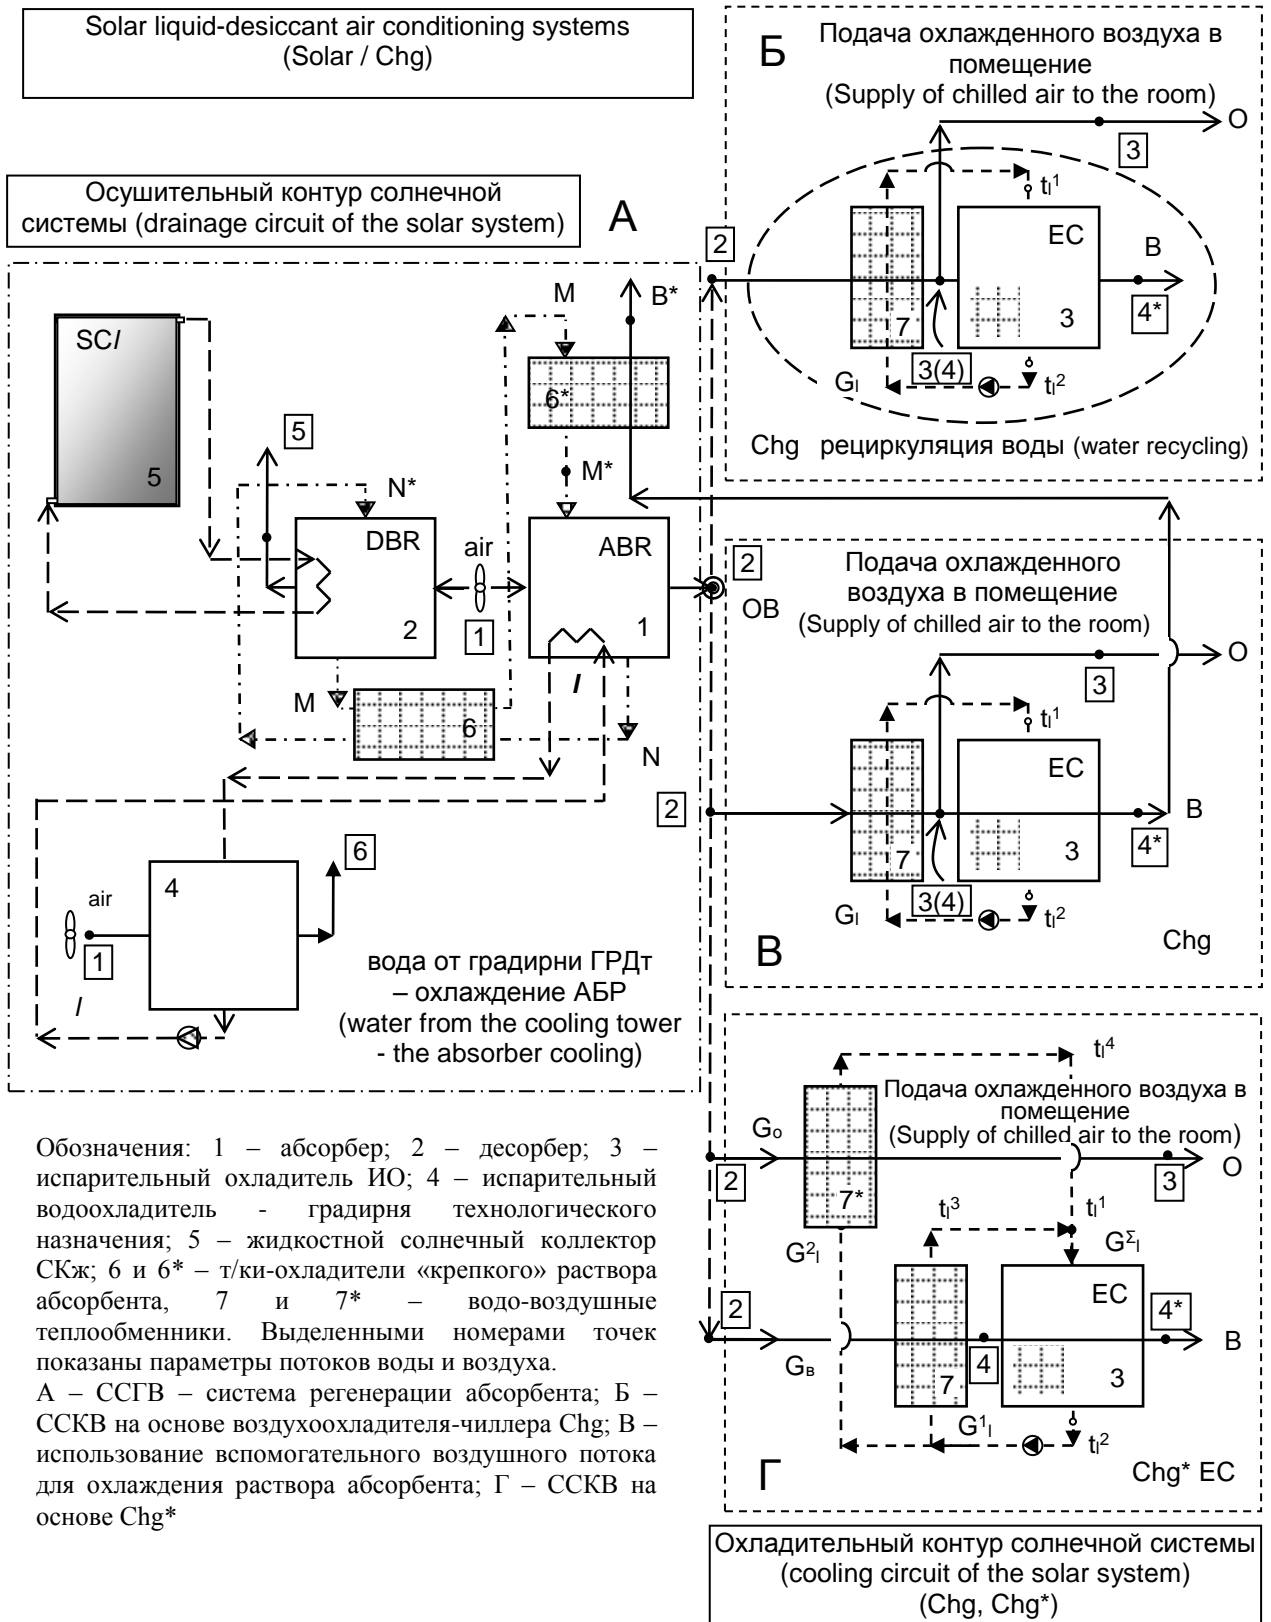 Solar liquid-desiccant air conditioning systems
(Solar / Chg)
Осушительный контур солнечной
системы (drainage circuit of the solar system)
А
SCl
5
5
N*
DBR
2
M
6
air
1
M
6*
M*
B*
ABR
1
l
N
2
ОВ
4
air
1
l
6
вода от градирни ГРДт
– охлаждение АБР
(water from the cooling tower
- the absorber cooling)
Б
Подача охлажденного воздуха в
помещение
(Supply of chilled air to the room)
O
3
2
tl1
EC
B
7
3
4*
3(4)
Gl
tl2
Chg рециркуляция воды (water recycling)
Подача охлажденного
воздуха в помещение
(Supply of chilled air to the room)
O
3
tl1
2
EC
B
7
3
4*
3(4)
Gl
tl2
В
Chg
tl4
Подача охлажденного воздуха в
помещение
(Supply of chilled air to the room)
Go
2
O
3
7*
tl3
tl1
G2l
GΣl
2
EC
4*
B
Gв
4
7
3
G1l
tl2
Г
Chg* EC
Охладительный контур солнечной системы
(cooling circuit of the solar system)
(Chg, Chg*)
Обозначения: 1 – абсорбер; 2 – десорбер; 3 –
испарительный охладитель ИО; 4 – испарительный
водоохладитель - градирня технологического
назначения; 5 – жидкостной солнечный коллектор
СКж; 6 и 6* – т/ки-охладители «крепкого» раствора
абсорбента, 7 и 7* – водо-воздушные
теплообменники. Выделенными номерами точек
показаны параметры потоков воды и воздуха.
А – ССГВ – система регенерации абсорбента; Б –
ССКВ на основе воздухоохладителя-чиллера Chg; В –
использование вспомогательного воздушного потока
для охлаждения раствора абсорбента; Г – ССКВ на
основе Chg*